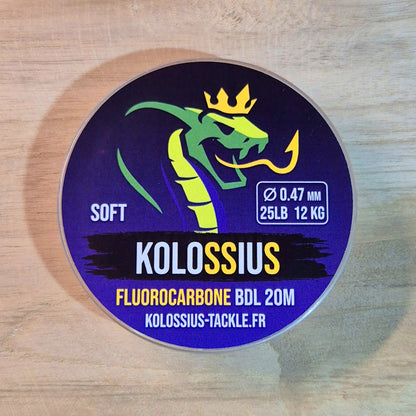 Ø 0.47 MM
25LB 12 KG
SOFT
KOLOSSIUS
FLUOROCARBONE BDL 20M
KOLOSSIUS-TACKLE.FR